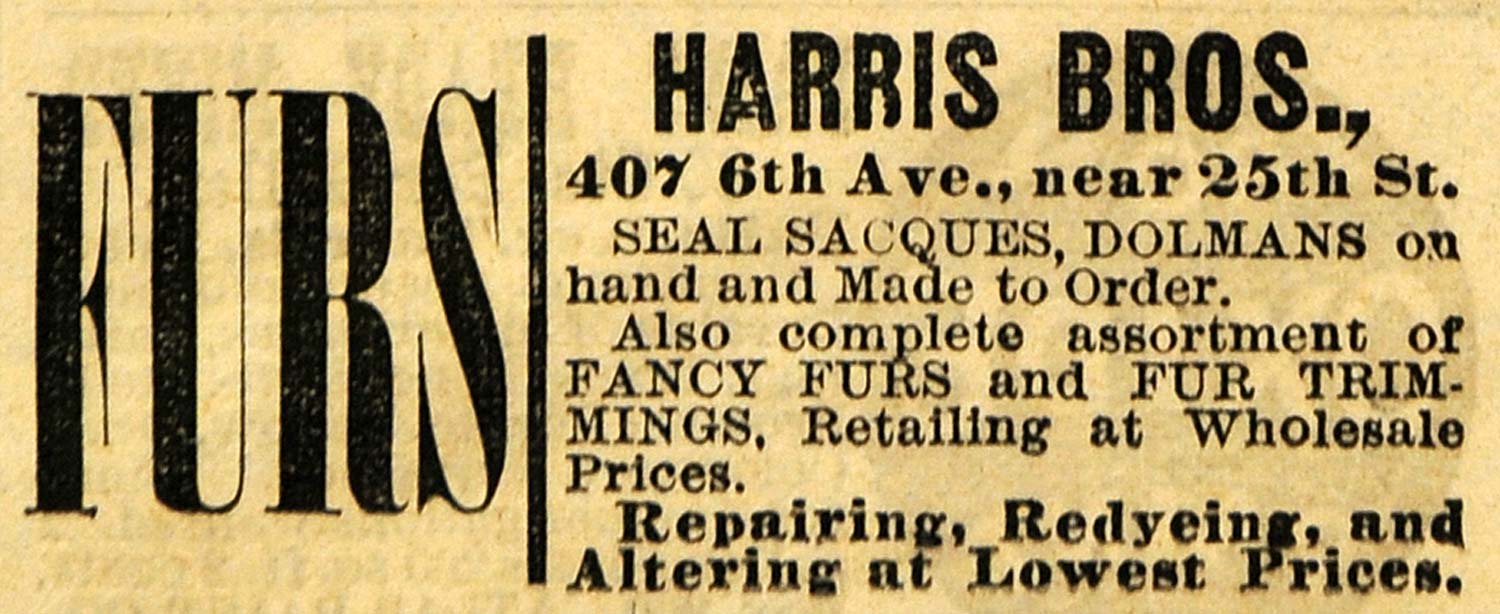 FURS
HARRIS BROS.,
407 6th Ave., near 25th St.
SEAL SACQUES, DOLMANS on
hand and Made to Order.
Also complete assortment of
FANCY FURS and FUR TRIM-
MINGS, Retailing at Wholesale
Prices.
Repairing, Redyeing, and
Altering at Lowest Prices.